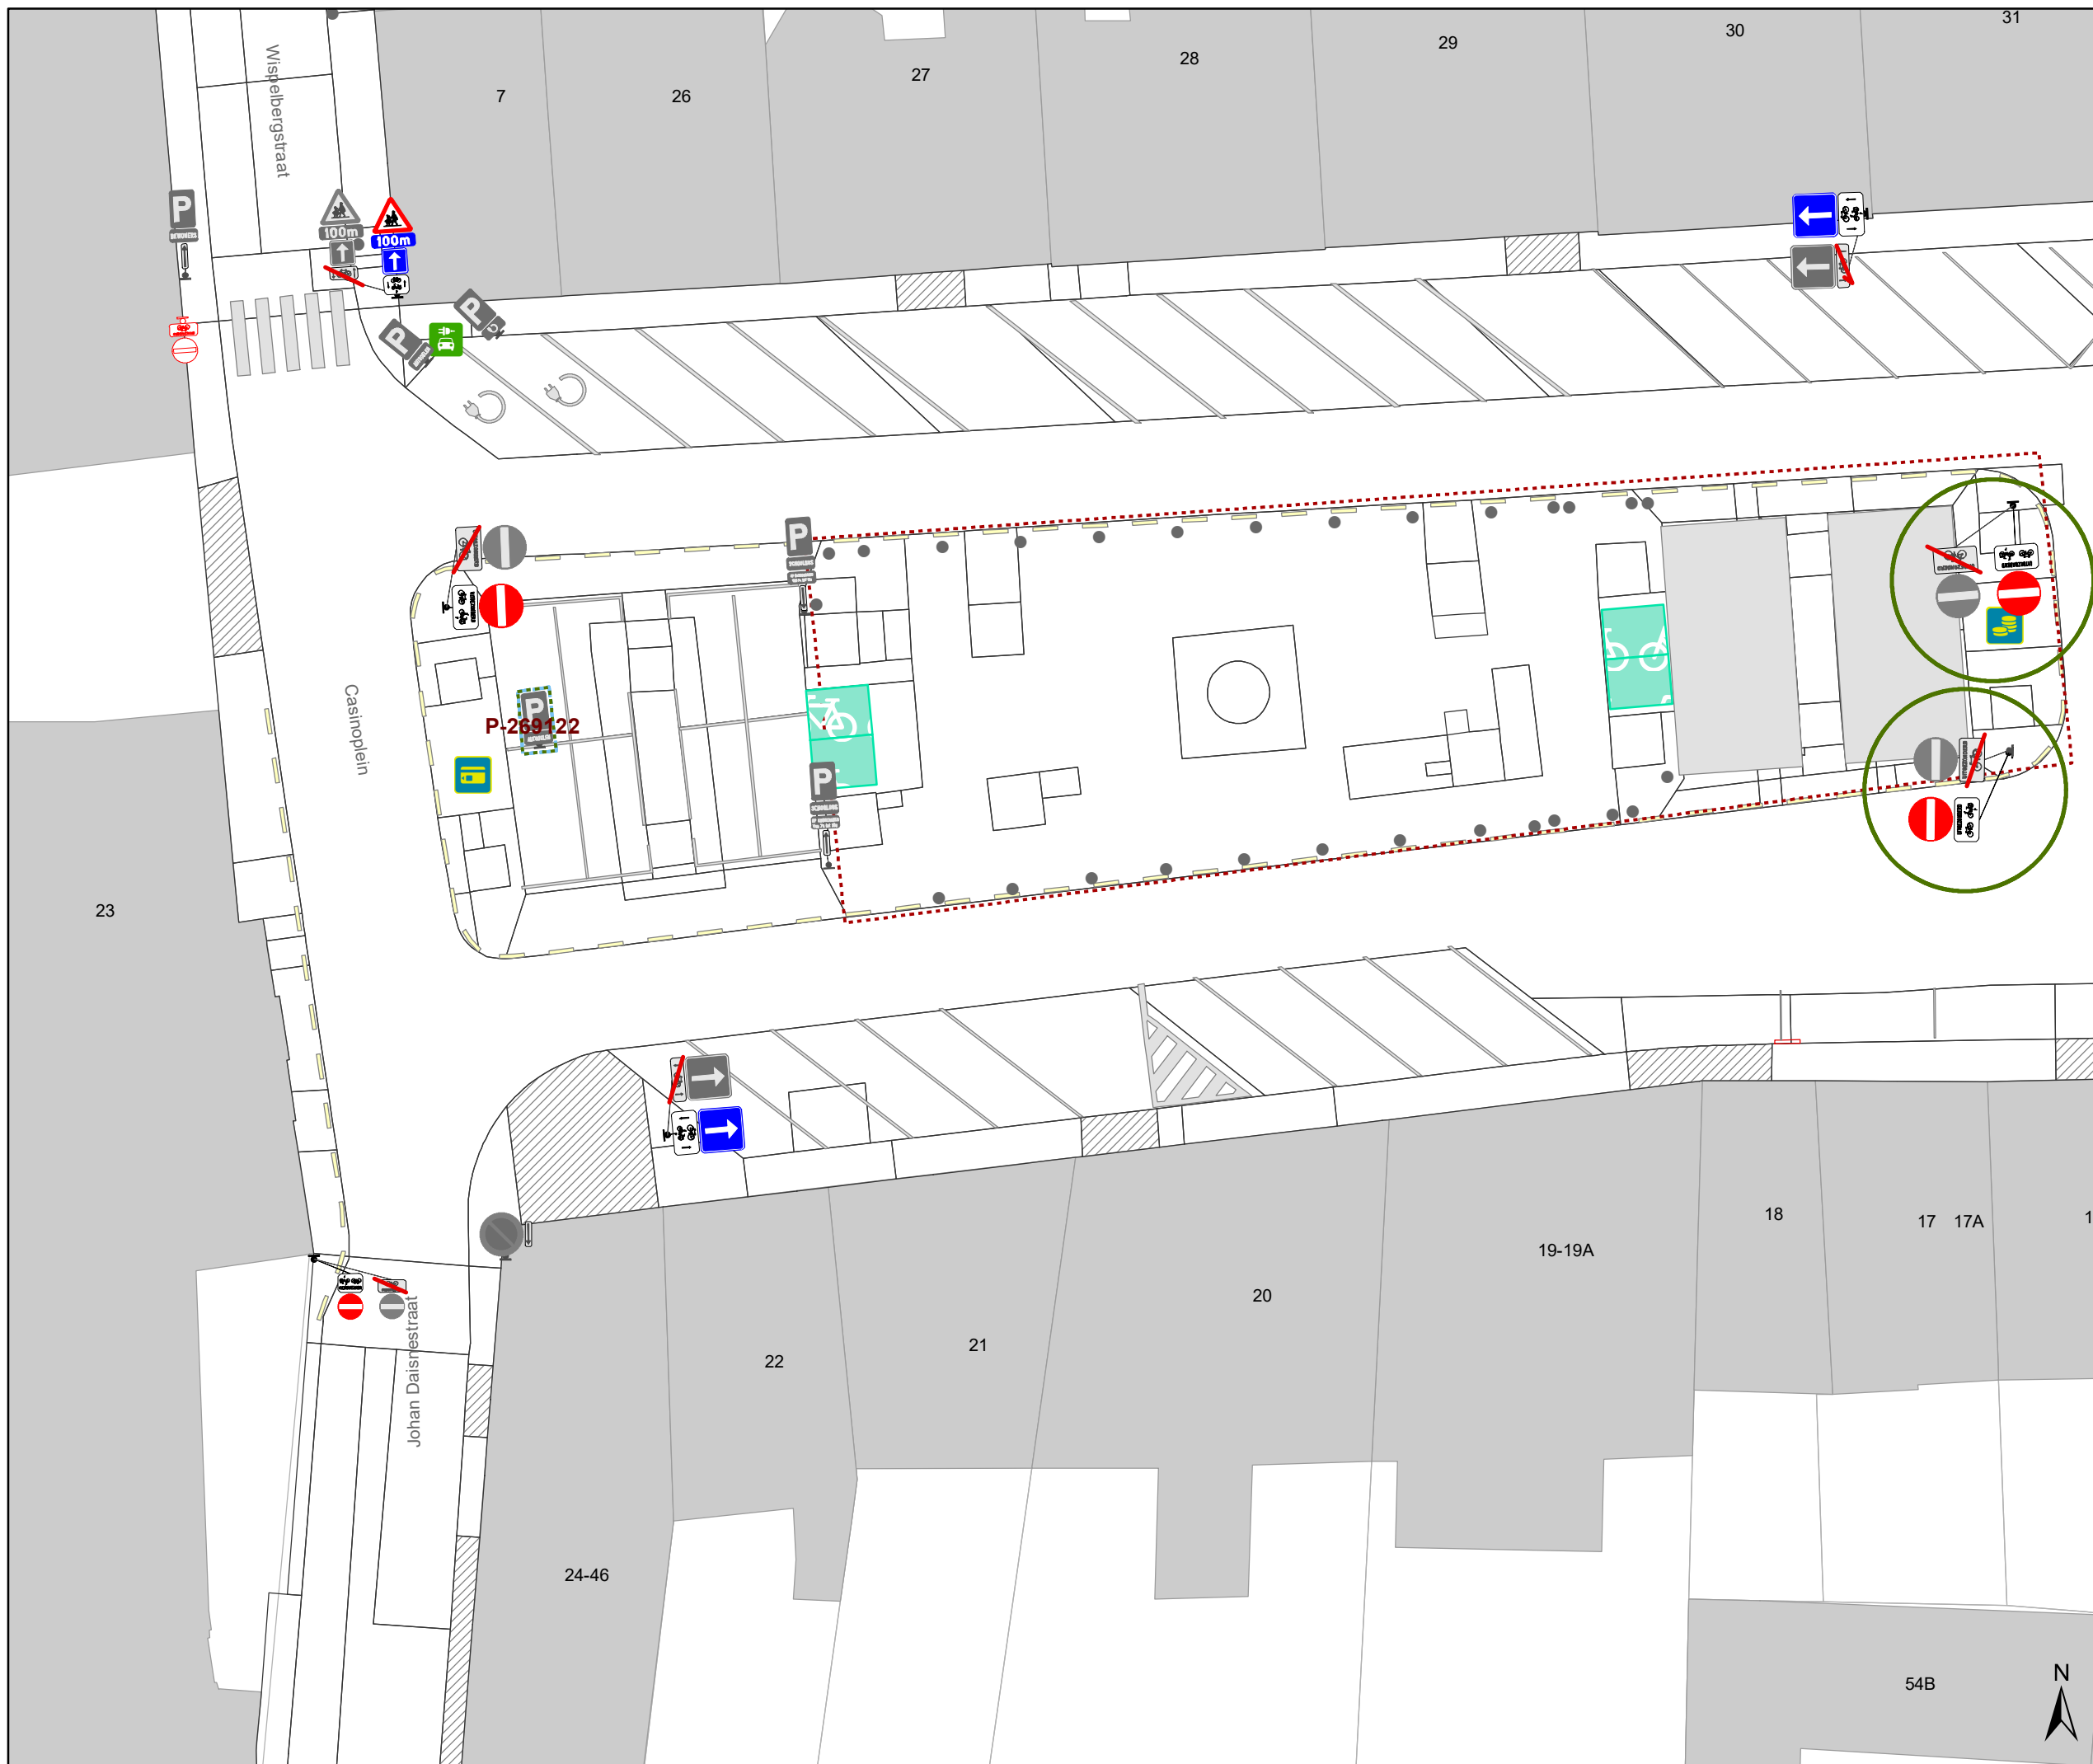 31
30
29
28
27
7
26
Wispelbergstraat
P
100m
100m
P
P
P
P
P-269122
Casinoplein
P
23
18
17
17A
19-19A
20
21
22
Johan Daisnestraat
24-46
54B
N